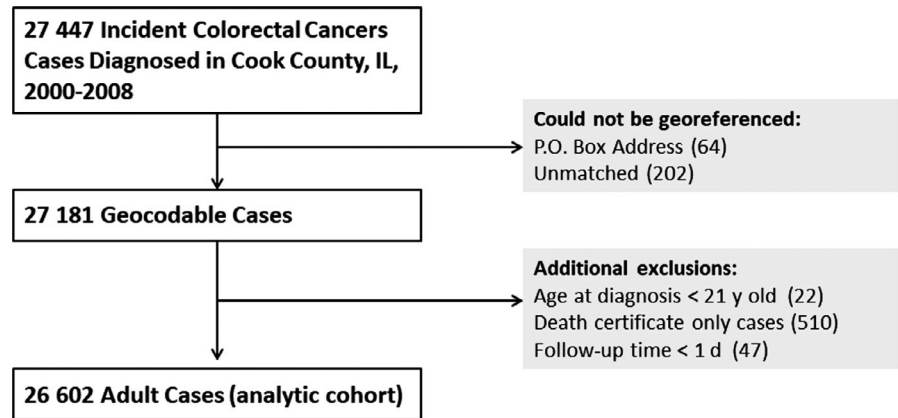 27 447 Incident Colorectal Cancers
Cases Diagnosed in Cook County, IL,
2000-2008
Could not be georeferenced:
P.O. Box Address (64)
Unmatched (202)
27 181 Geocodable Cases
Additional exclusions:
Age at diagnosis < 21 y old (22)
Death certificate only cases (510)
Follow-up time < 1 d (47)
26 602 Adult Cases (analytic cohort)